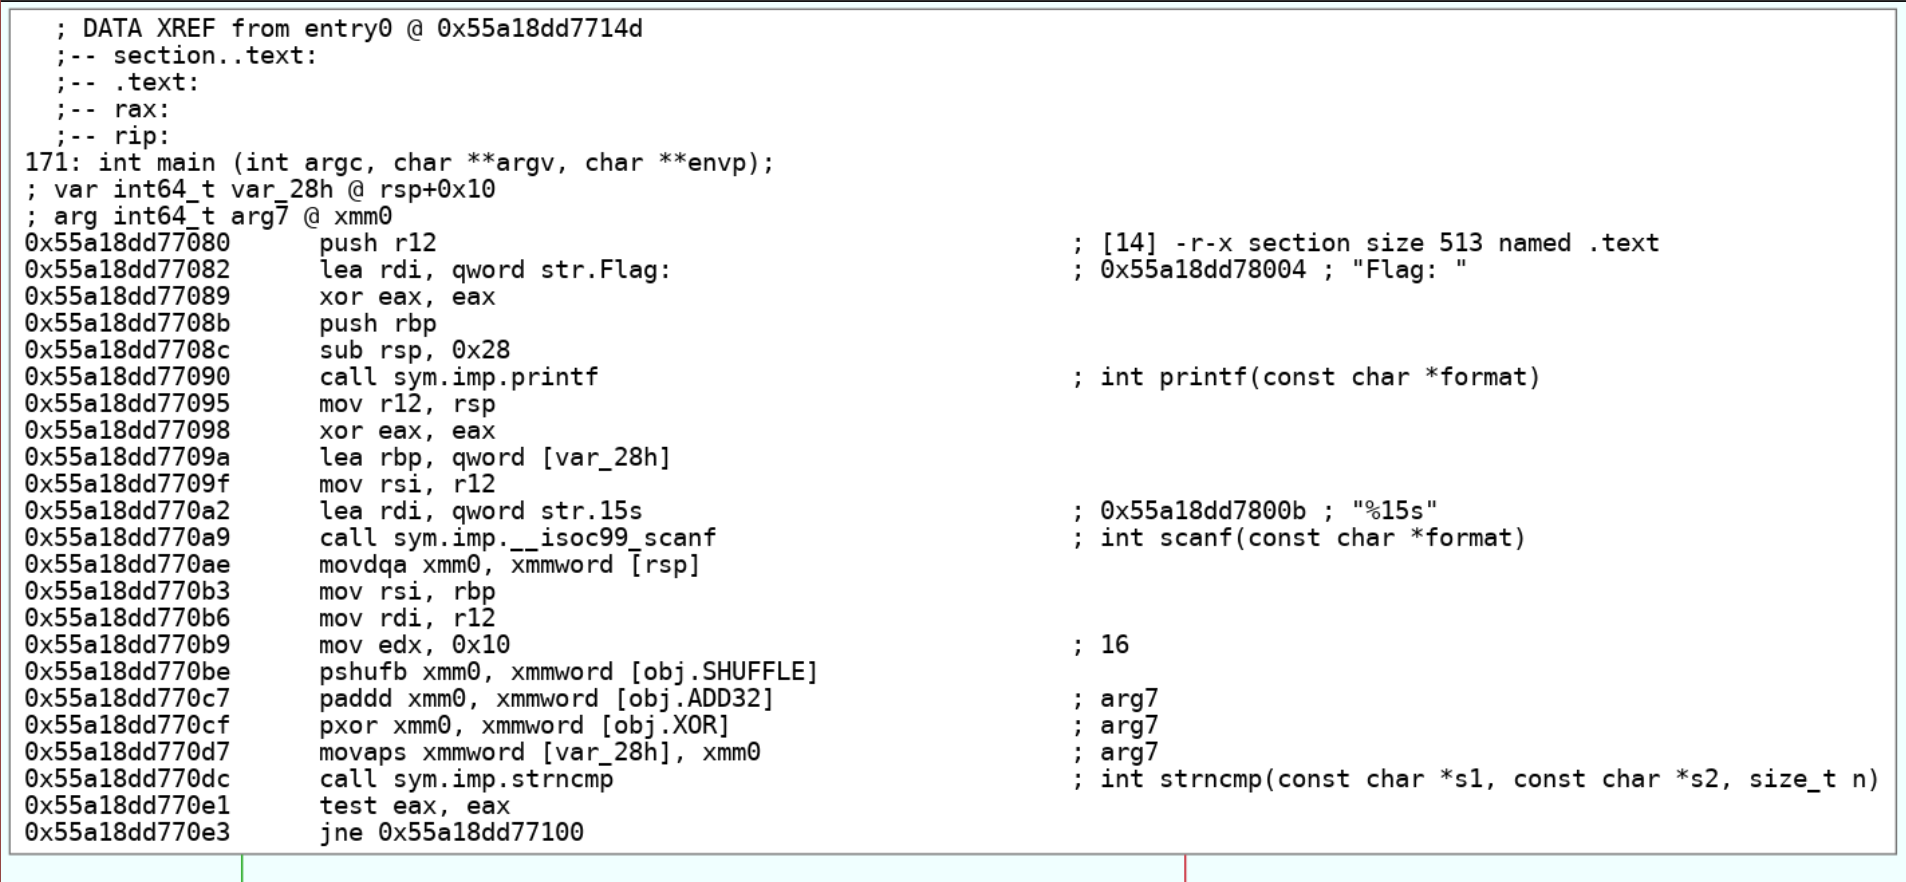 ; DATA XREF from entry0 @ 0x55a18dd7714d
;-- section..text:
;-- .text:
;-- rax:
;-- rip:
171: int main (int argc, char **argv, char **envp);
; var int64_t var_28h @ rsp+0x10
; arg int64_t arg7 @ xmm0
0x55a18dd77080 push r12 ; [14] -r-x section size 513 named .text
0x55a18dd77082 lea rdi, qword str.Flag: ; 0x55a18dd78004 ; "Flag: "
0x55a18dd77089 xor eax, eax
0x55a18dd7708b push rbp
0x55a18dd7708c sub rsp, 0x28
0x55a18dd77090 call sym.imp.printf ; int printf(const char *format)
0x55a18dd77095 mov r12, rsp
0x55a18dd77098 xor eax, eax
0x55a18dd7709a lea rbp, qword [var_28h]
0x55a18dd7709f mov rsi, r12
0x55a18dd770a2 lea rdi, qword str.15s ; 0x55a18dd7800b ; "%15s"
0x55a18dd770a9 call sym.imp.__isoc99_scanf ; int scanf(const char *format)
0x55a18dd770ae movdqa xmm0, xmmword [rsp]
0x55a18dd770b3 mov rsi, rbp
0x55a18dd770b6 mov rdi, r12
0x55a18dd770b9 mov edx, 0x10 ; 16
0x55a18dd770be pshufb xmm0, xmmword [obj.SHUFFLE]
0x55a18dd770c7 paddd xmm0, xmmword [obj.ADD32] ; arg7
0x55a18dd770cf pxor xmm0, xmmword [obj.XOR] ; arg7
0x55a18dd770d7 movaps xmmword [var_28h], xmm0 ; arg7
0x55a18dd770dc call sym.imp.strncmp ; int strncmp(const char *s1, const char *s2, size_t n)
0x55a18dd770e1 test eax, eax
0x55a18dd770e3 jne 0x55a18dd77100